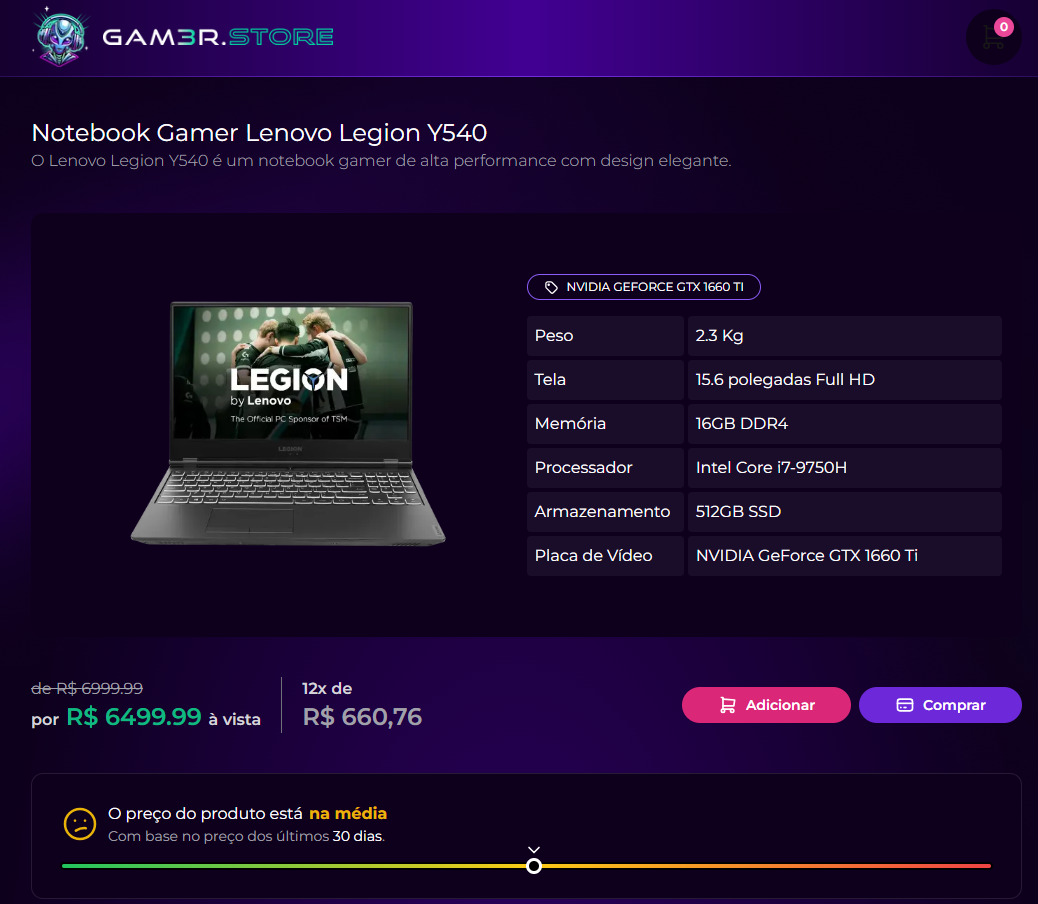 GAM3R.STORE
0
Notebook Gamer Lenovo Legion Y540
O Lenovo Legion Y540 é um notebook gamer de alta performance com design elegante.
NVIDIA GEFORCE GTX 1660 TI
LEGION
by Lenovo
The Official PC Sponsor of TSM
LEGION
Peso 2.3 Kg
Tela 15.6 polegadas Full HD
Memória 16GB DDR4
Processador Intel Core i7-9750H
Armazenamento 512GB SSD
Placa de Vídeo NVIDIA GeForce GTX 1660 Ti
de R$ 6999.99
por R$ 6499.99 à vista
12x de
R$ 660,76
Adicionar
Comprar
O preço do produto está na média
Com base no preço dos últimos 30 dias.